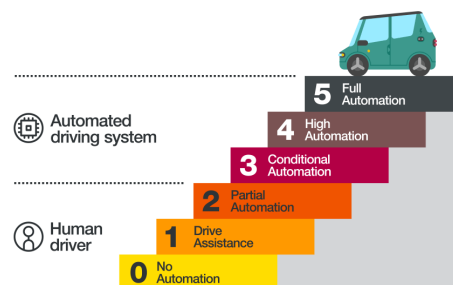 5 Full
Automation
Automated
driving system
4 High
Automation
3 Conditional
Automation
2 Partial
Automation
Human
driver
1 Drive
Assistance
0 No
Automation